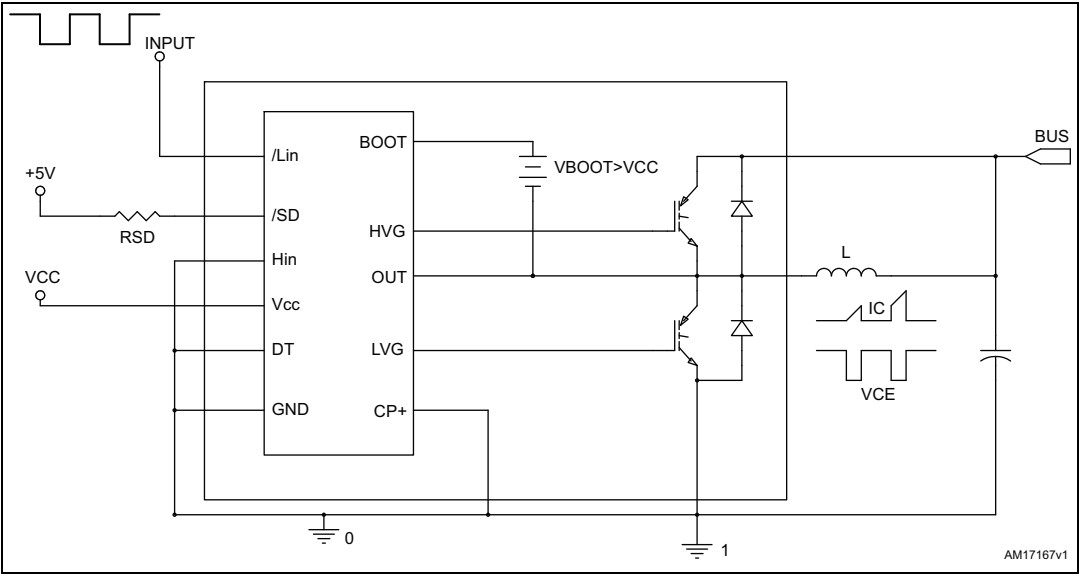 INPUT
BUS
BOOT
/Lin
VBOOT>VCC
+5V
/SD
RSD
HVG
Hin
L
VCC
OUT
Vcc
IC
DT
LVG
VCE
GND
CP+
0
1
AM17167v1